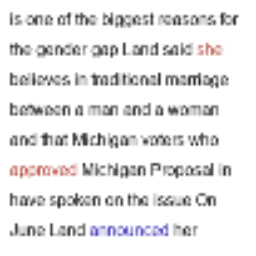 is one of the biggest reasons for
the gender gap Land said she
believes in traditional marriage
between a man and a woman
and that Michigan voters who
approved Michigan Proposal in
have spoken on the issue On
June Land announced her